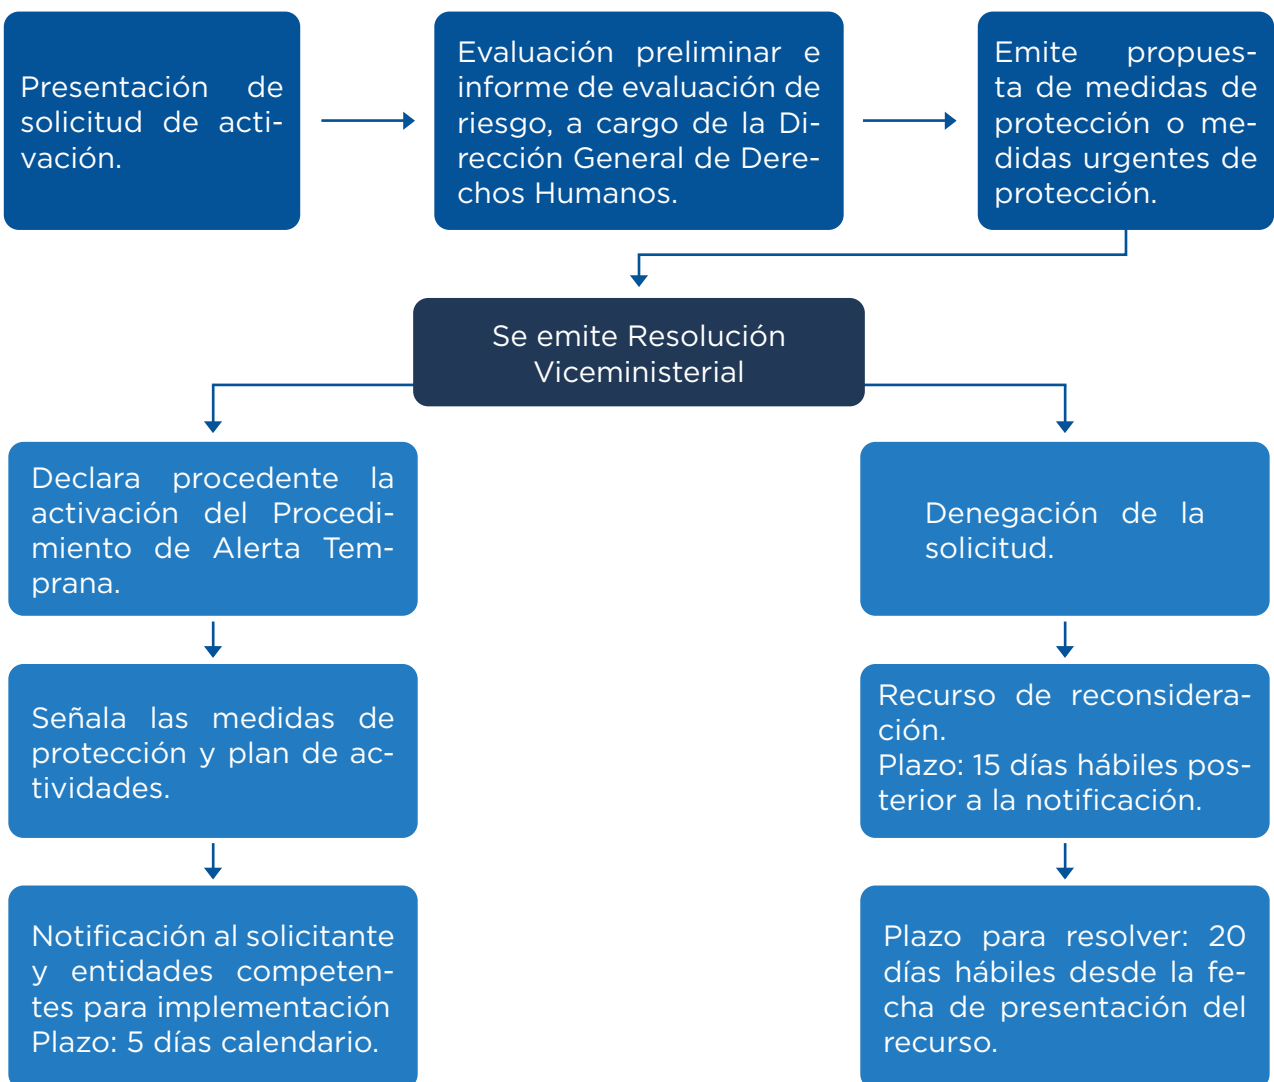 Presentación de
solicitud de acti-
vación.
Evaluación preliminar e
informe de evaluación de
riesgo, a cargo de la Di-
rección General de Dere-
chos Humanos.
Emite propues-
ta de medidas de
protección o me-
didas urgentes de
protección.
Se emite Resolución
Viceministerial
Declara procedente la
activación del Procedi-
miento de Alerta Tem-
prana.
Señala las medidas de
protección y plan de ac-
tividades.
Notificación al solicitante
y entidades competen-
tes para implementación
Plazo: 5 días calendario.
Denegación de la
solicitud.
Recurso de reconsidera-
ción.
Plazo: 15 días hábiles pos-
terior a la notificación.
Plazo para resolver: 20
días hábiles desde la fe-
cha de presentación del
recurso.